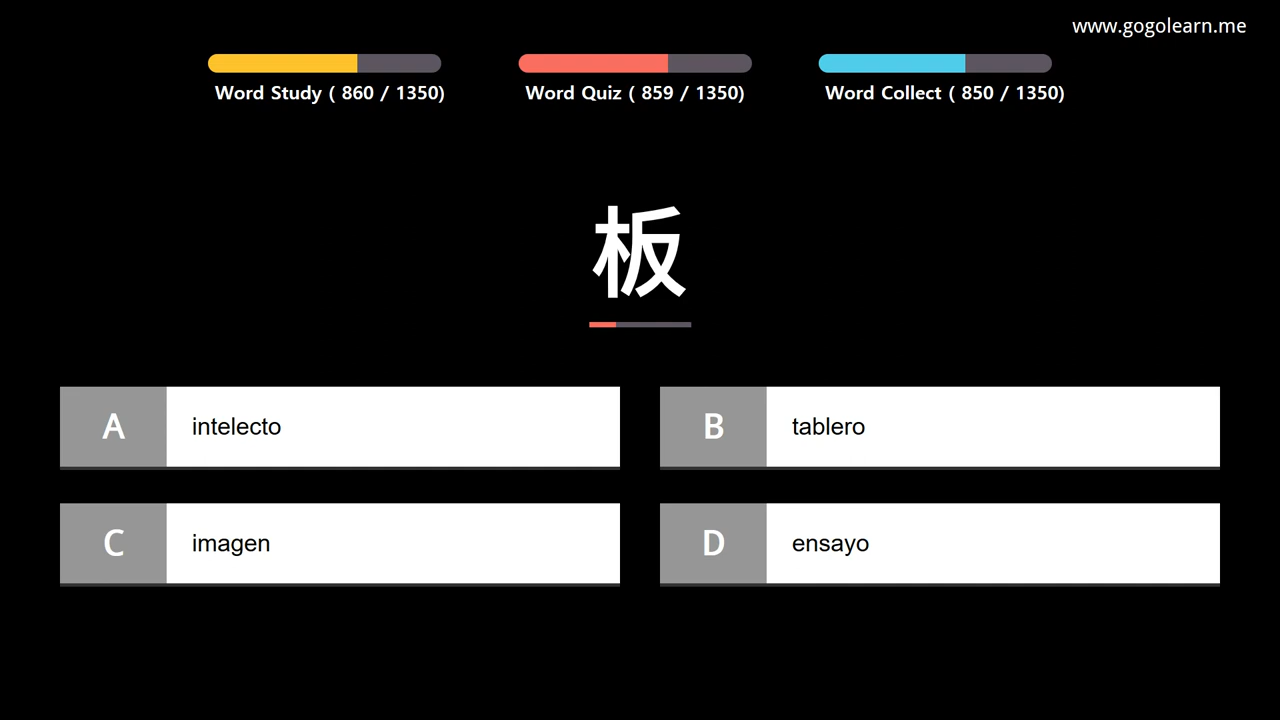 www.gogolearn.me
Word Study ( 860 / 1350)
Word Quiz ( 859 / 1350)
Word Collect ( 850 / 1350)
板
A intelecto
B tablero
C imagen
D ensayo